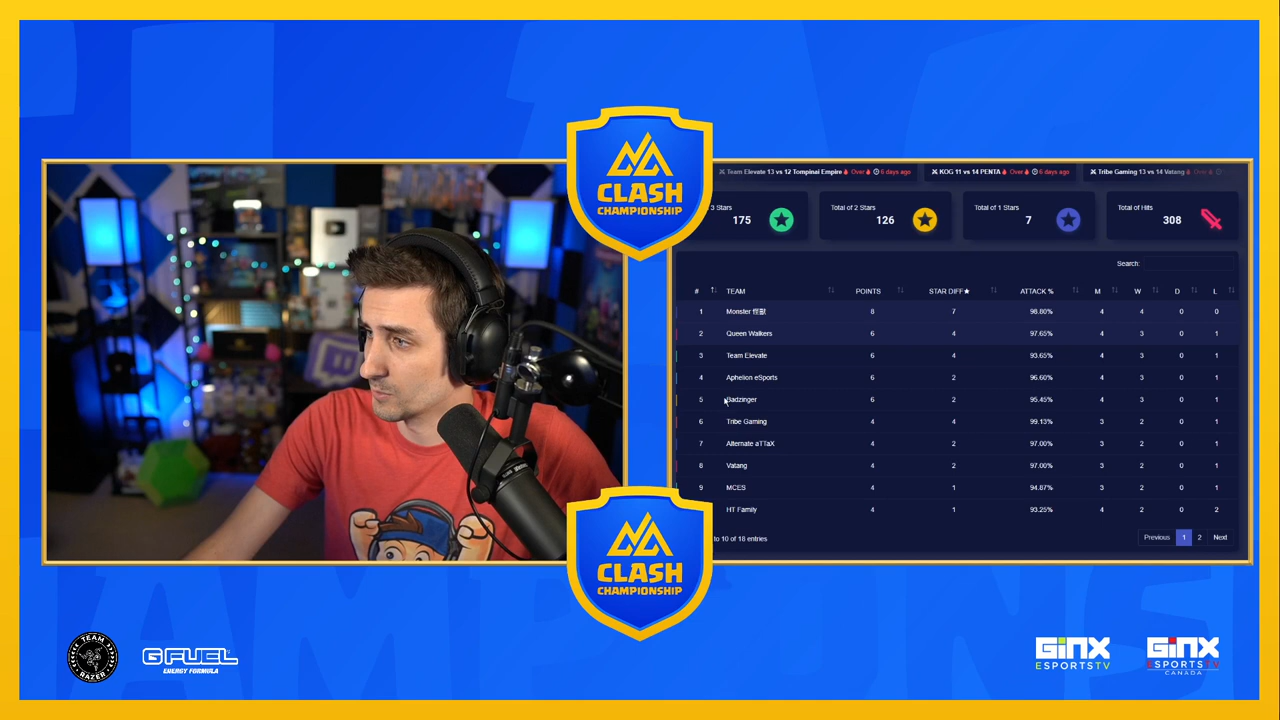 CLASH
CHAMPIONSHIP
Team Elevate 13 vs 12 Tompinai Empire Over 5 days ago
KOG 11 vs 14 PENTA Over 6 days ago
Tribe Gaming 13 vs 14 Vatang Over
3 Stars
175
Total of 2 Stars
126
Total of 1 Stars
7
Total of Hits
308
Search:
# TEAM POINTS STAR DIFF★ ATTACK % M W D L
1 Monster 怪獸 8 7 98.80% 4 4 0 0
2 Queen Walkers 6 4 97.65% 4 3 0 1
3 Team Elevate 6 4 93.65% 4 3 0 1
4 Aphelion eSports 6 2 96.60% 4 3 0 1
5 Badzinger 6 2 95.45% 4 3 0 1
6 Tribe Gaming 4 4 99.13% 3 2 0 1
7 Alternate aTTaX 4 2 97.00% 3 2 0 1
8 Vatang 4 2 97.00% 3 2 0 1
9 MCES 4 1 94.87% 3 2 0 1
HT Family 4 1 93.25% 4 2 0 2
to 10 of 18 entries
Previous 1 2 Next
CLASH
CHAMPIONSHIP
TEAM
RAZER
G FUEL
ENERGY FORMULA
GINX
ESPORTSTV
GINX
ESPORTSTV
CANADA